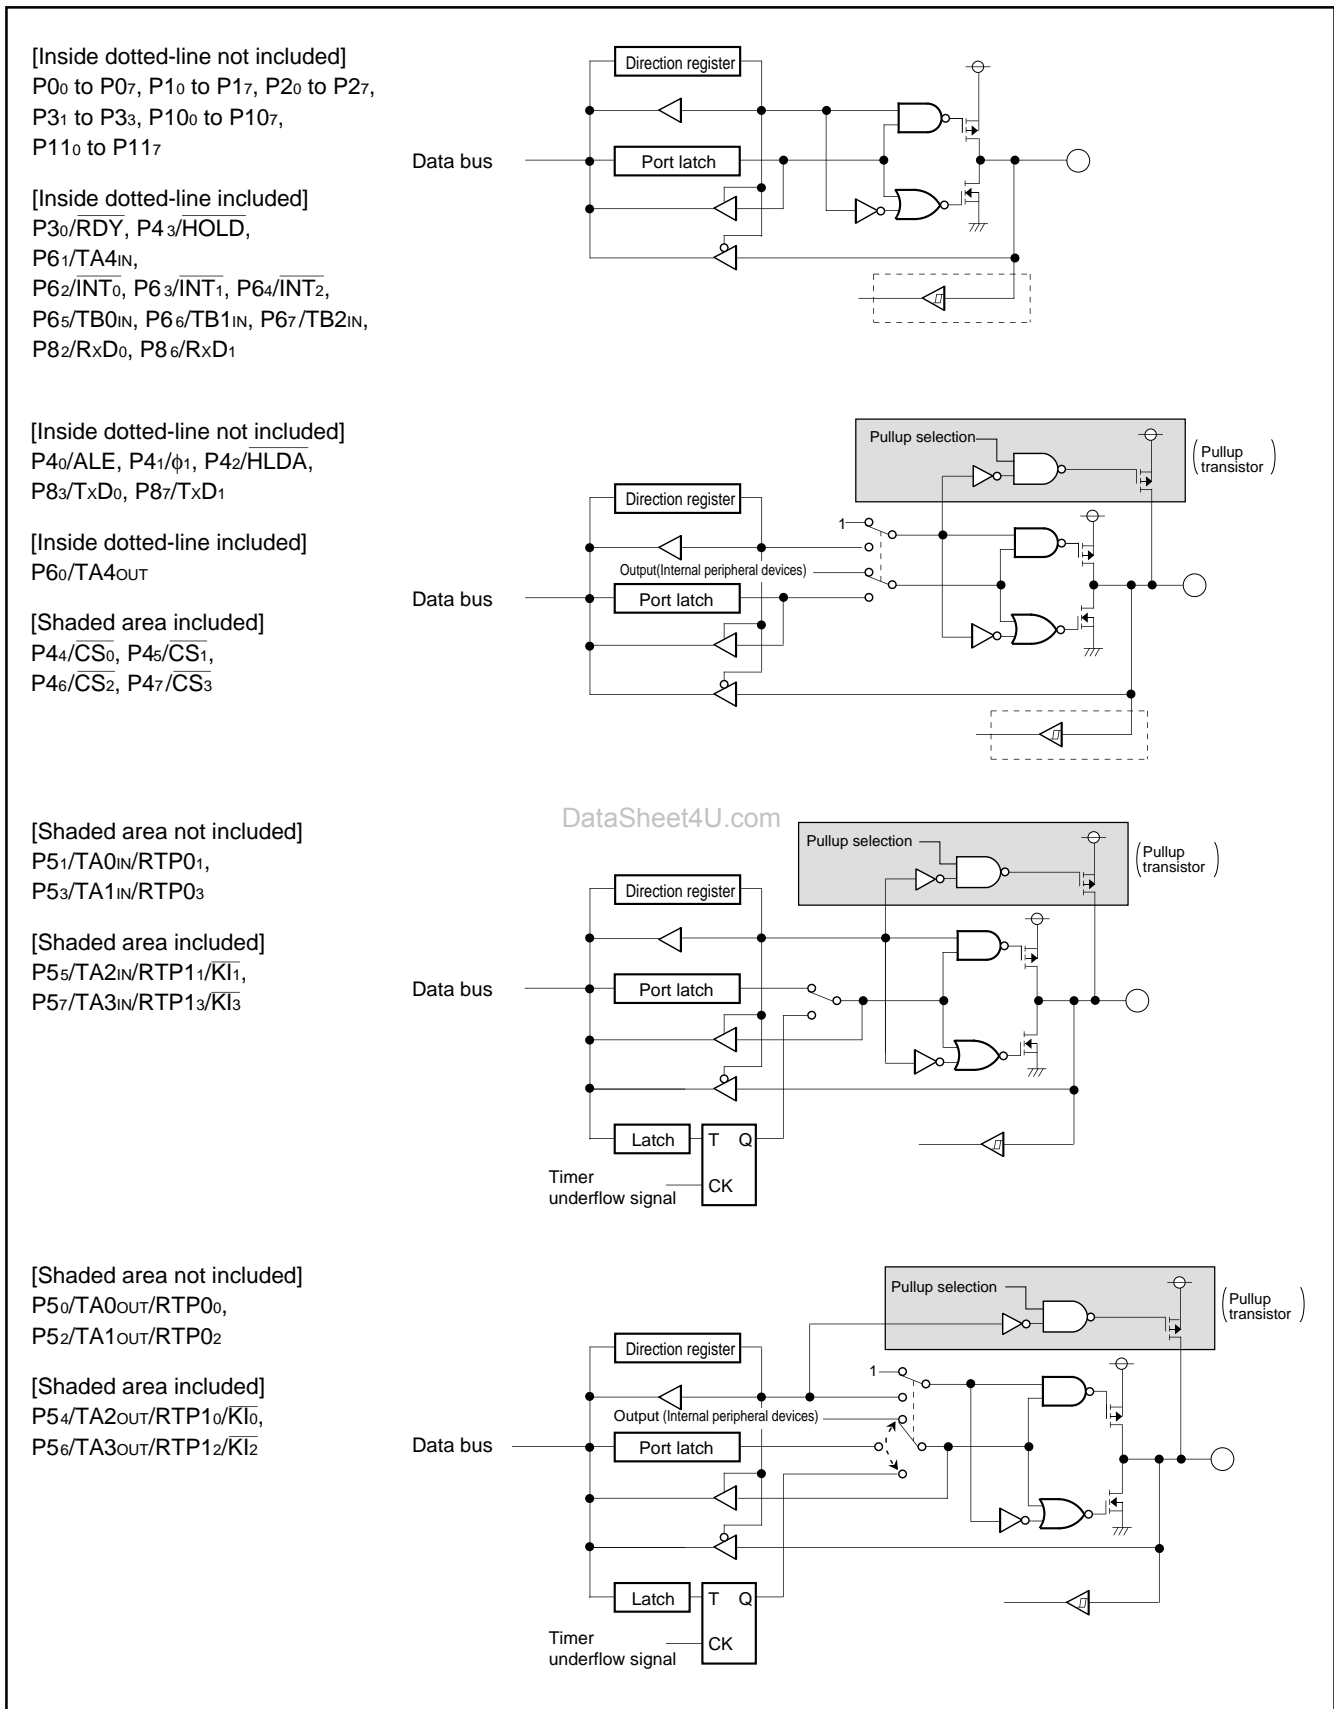 [Inside dotted-line not included]
P00 to P07, P10 to P17, P20 to P27,
P31 to P33, P100 to P107,
P110 to P117
[Inside dotted-line included]
P30/RDY, P43/HOLD,
P61/TA4IN,
P62/INT0, P63/INT1, P64/INT2,
P65/TB0IN, P66/TB1IN, P67/TB2IN,
P82/RXD0, P86/RXD1
Direction register
Data bus
Port latch
[Inside dotted-line not included]
P40/ALE, P41/ϕ1, P42/HLDA,
P83/TXD0, P87/TXD1
[Inside dotted-line included]
P60/TA4OUT
[Shaded area included]
P44/CS0, P45/CS1,
P46/CS2, P47/CS3
Pullup selection
(Pullup
transistor)
Direction register
1
Output(Internal peripheral devices)
Data bus
Port latch
DataSheet4U.com
[Shaded area not included]
P51/TA0IN/RTP01,
P53/TA1IN/RTP03
[Shaded area included]
P55/TA2IN/RTP11/KI1,
P57/TA3IN/RTP13/KI3
Pullup selection
(Pullup
transistor)
Direction register
Data bus
Port latch
Latch
T Q
CK
Timer
underflow signal
[Shaded area not included]
P50/TA0OUT/RTP00,
P52/TA1OUT/RTP02
[Shaded area included]
P54/TA2OUT/RTP10/KI0,
P56/TA3OUT/RTP12/KI2
Pullup selection
(Pullup
transistor)
Direction register
1
Output (Internal peripheral devices)
Data bus
Port latch
Latch
T Q
CK
Timer
underflow signal